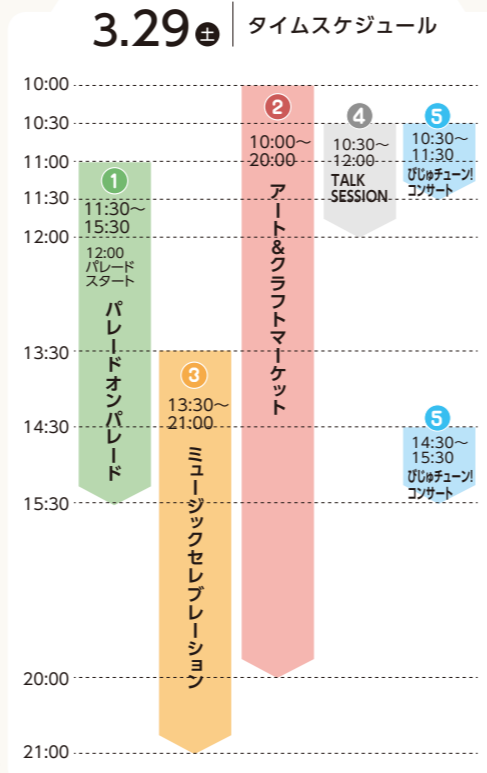 3.29土
タイムスケジュール
10:00
10:30
11:00
11:30
12:00
13:30
14:30
15:30
20:00
21:00
1
11:30～
15:30
12:00
パレード
スタート
パレードオンパレード
3
13:30～
21:00
ミュージックセレブレーション
2
10:00～
20:00
アート&クラフトマーケット
4
10:30～
12:00
TALK
SESSION
5
10:30～
11:30
びじゅチューン!
コンサート
5
14:30～
15:30
びじゅチューン!
コンサート